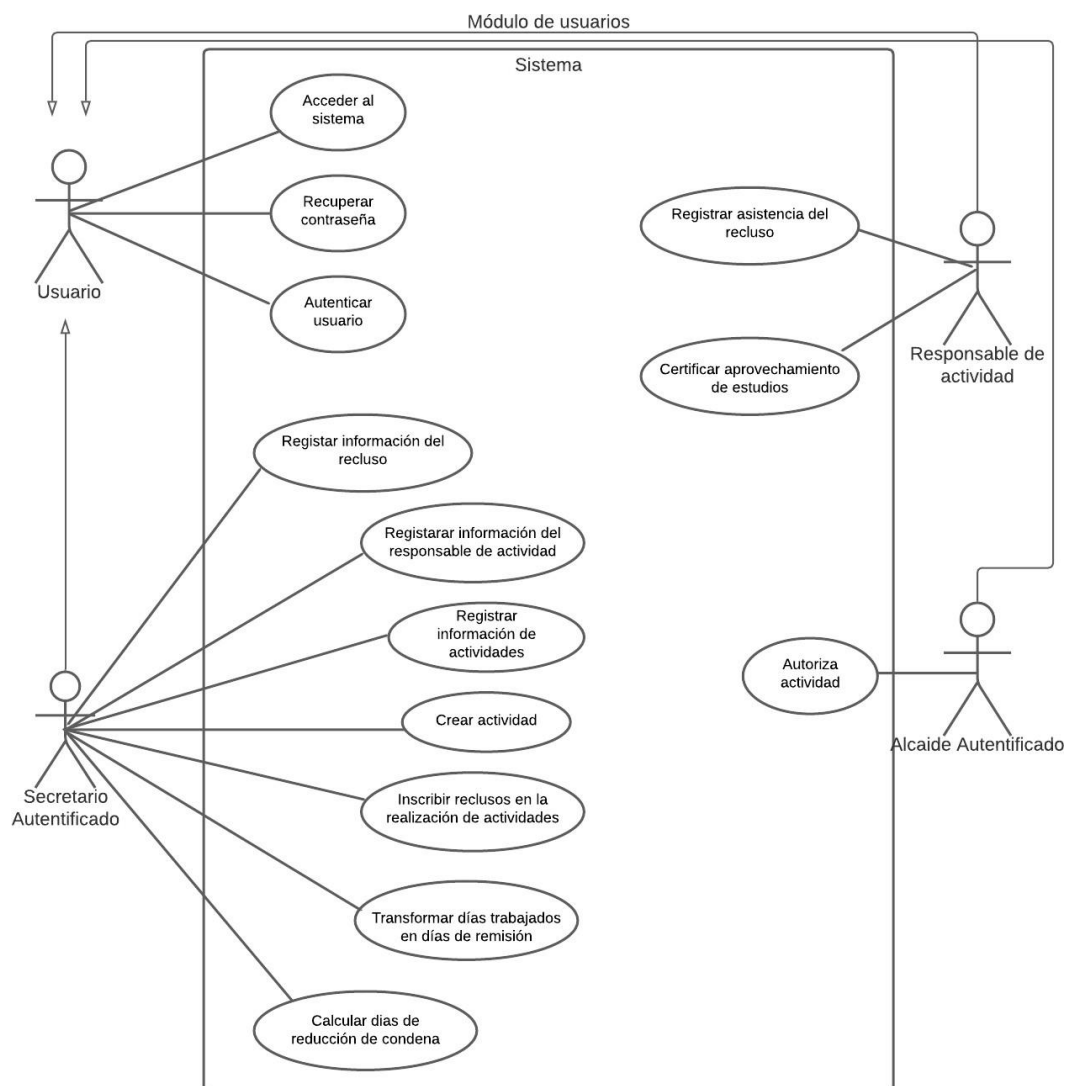 Módulo de usuarios
Sistema
Acceder al
sistema
Recuperar
contraseña
Autenticar
usuario
Usuario
Registrar asistencia del
recluso
Certificar aprovechamiento
de estudios
Responsable de
actividad
Registar información del
recluso
Registarar información del
responsable de actividad
Registrar
información de
actividades
Crear actividad
Inscribir reclusos en la
realización de actividades
Transformar días trabajados
en días de remisión
Calcular dias de
reducción de condena
Secretario
Autentificado
Autoriza
actividad
Alcaide Autentificado